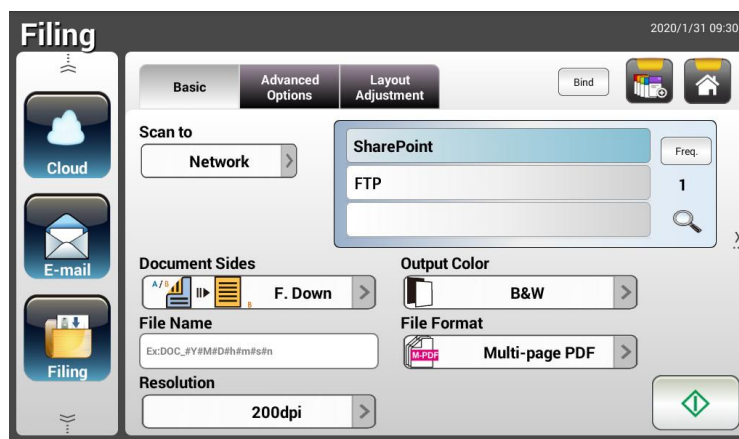 Filing
2020/1/31 09:30
Basic
Advanced Options
Layout Adjustment
Bind
Cloud
E-mail
Filing
Scan to
Network
SharePoint
FTP
Freq.
1
Document Sides
A/B
B
F. Down
Output Color
B&W
File Name
Ex:DOC_#Y#M#D#h#m#s#n
File Format
M-PDF
Multi-page PDF
Resolution
200dpi